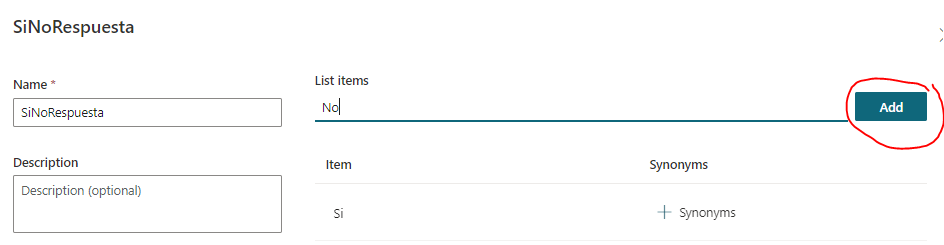 SiNoRespuesta
Name *
SiNoRespuesta
Description
Description (optional)
List items
No
Add
Item Synonyms
Si + Synonyms